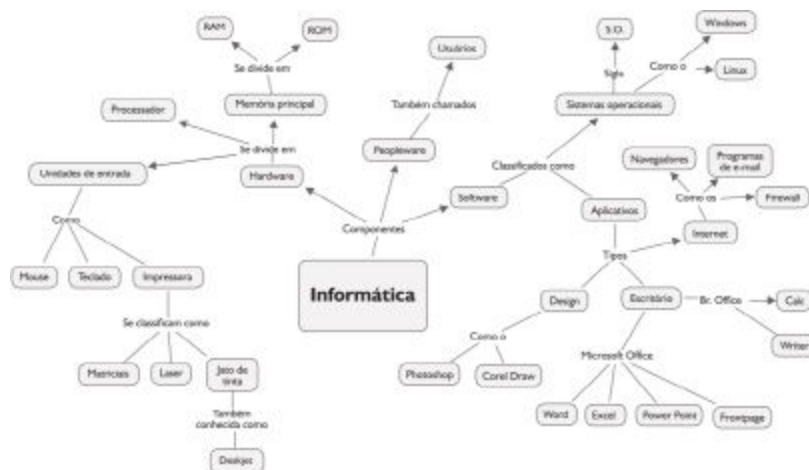 RAM
ROM
Se divide em
Memória principal
Processador
Se divide em
Unidades de entrada
Hardware
Como
Mouse
Teclado
Impressora
Se classificam como
Matriciais
Laser
Jato de
tinta
Também
conhecida como
Deskjet
Usuários
Também chamados
Peopleware
Componentes
Informática
Software
Classificados como
S.O.
Sigla
Windows
Como o
Linux
Sistemas operacionais
Navegadores
Programas
de e-mail
Como os
Firewall
Internet
Aplicativos
Tipos
Design
Como o
Photoshop
Corel Draw
Escritório
Br. Office
Calc
Writer
Microsoft Office
Word
Excel
Power Point
Frontpage